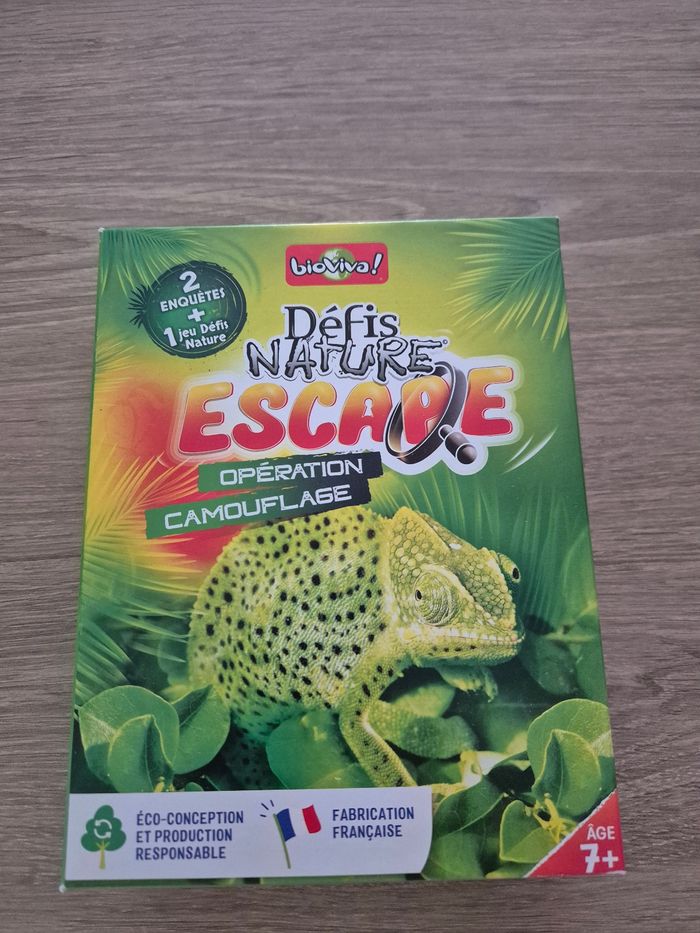 bioviva!
2
ENQUÊTES
+
1 jeu Défis
Nature
Défis
NATURE®
ESCAPE
OPÉRATION
CAMOUFLAGE
ÉCO-CONCEPTION
ET PRODUCTION
RESPONSABLE
FABRICATION
FRANÇAISE
ÂGE
7+